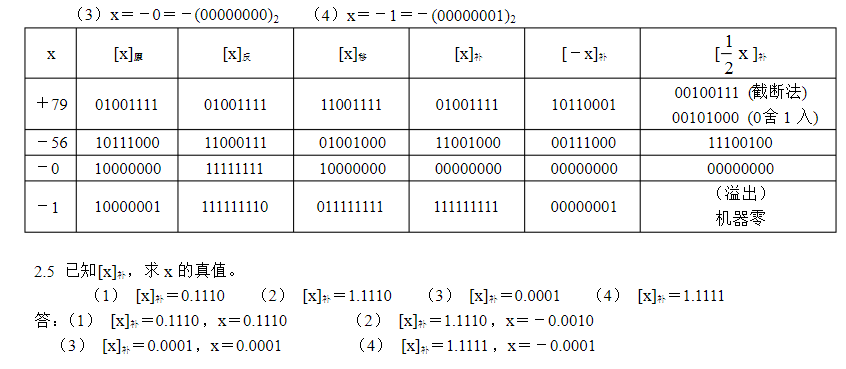 （3）x＝－0＝－(00000000)₂ （4）x＝－1＝－(00000001)₂
x [x]原 [x]反 [x]移 [x]补 [－x]补 [1/2 x]补
＋79 01001111 01001111 11001111 01001111 10110001 00100111 (截断法)
00101000 (0舍1入)
－56 10111000 11000111 01001000 11001000 00111000 11100100
－0 10000000 11111111 10000000 00000000 00000000 00000000
－1 10000001 111111110 011111111 111111111 00000001 （溢出）
机器零
2.5 已知[x]补，求x的真值。
（1） [x]补＝0.1110 （2） [x]补＝1.1110 （3） [x]补＝0.0001 （4） [x]补＝1.1111
答：（1） [x]补＝0.1110，x＝0.1110 （2） [x]补＝1.1110，x＝－0.0010
（3） [x]补＝0.0001，x＝0.0001 （4） [x]补＝1.1111，x＝－0.0001